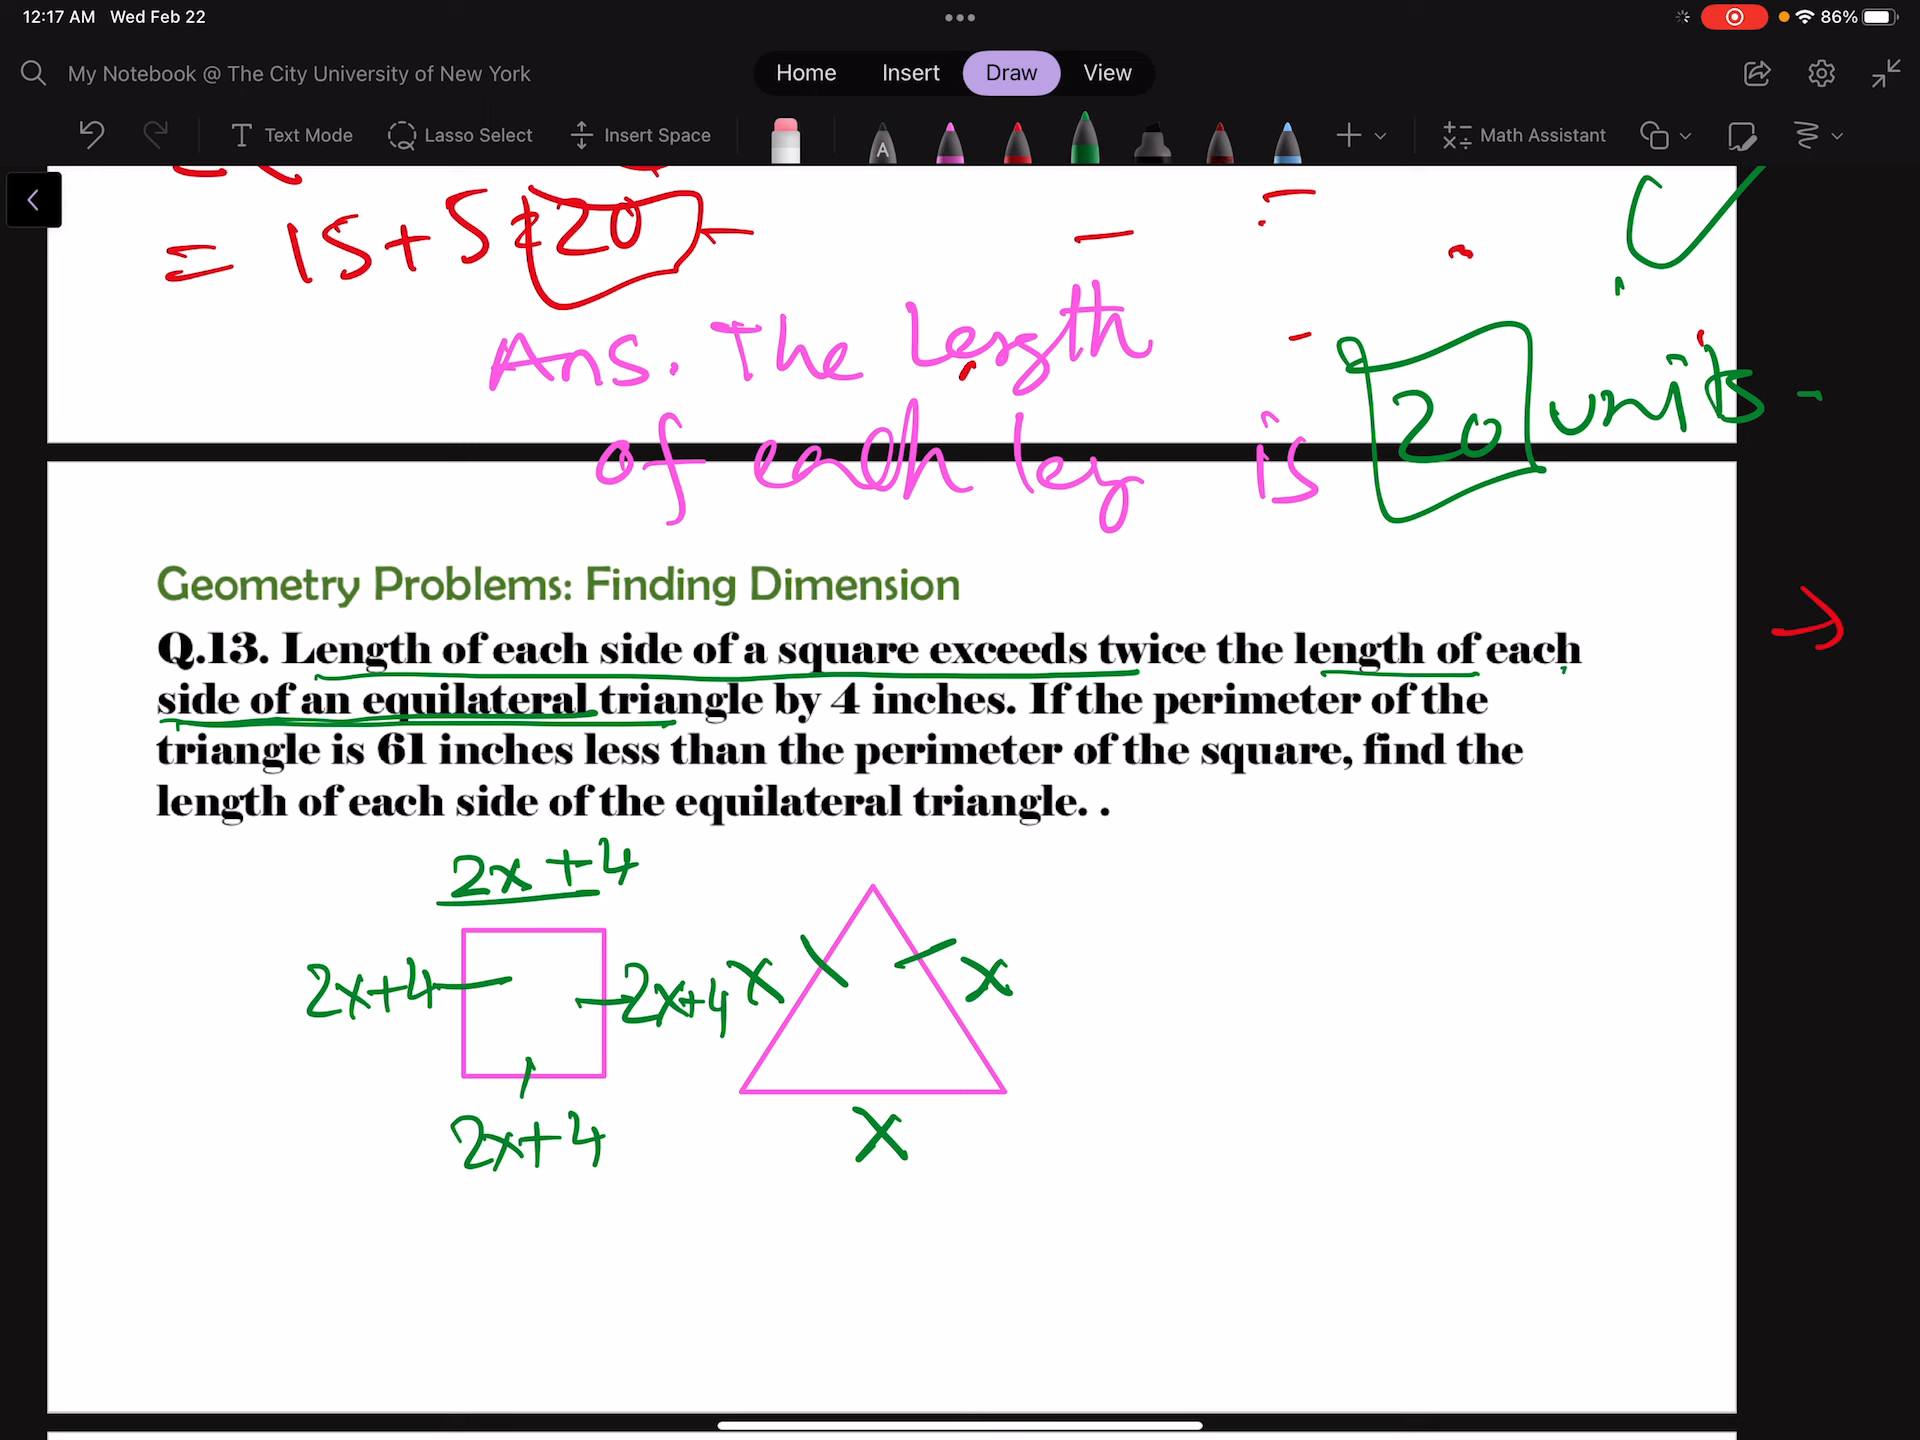 12:17 AM Wed Feb 22
86%
My Notebook @ The City University of New York
Home Insert Draw View
Text Mode Lasso Select Insert Space
A
Math Assistant
= 15+5 = 20
Ans. The Length
of each leg is 20 units
Geometry Problems: Finding Dimension
Q.13. Length of each side of a square exceeds twice the length of each
side of an equilateral triangle by 4 inches. If the perimeter of the
triangle is 61 inches less than the perimeter of the square, find the
length of each side of the equilateral triangle. .
2x+4
2x+4 2x+4 x x
2x+4 x